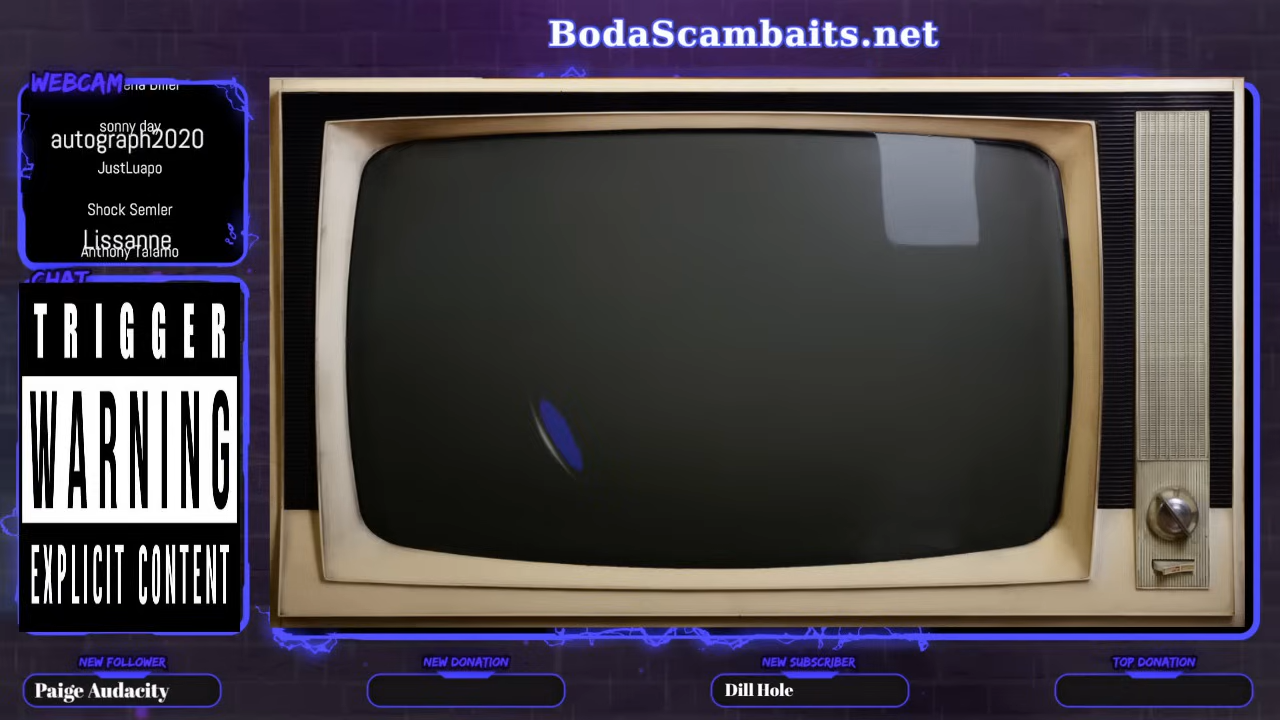 BodaScambaits.net
WEBCAM
sonny day
autograph2020
JustLuapo
Shock Semler
Lissanne
Anthony Talamo
CHAT
TRIGGER
WARNING
EXPLICIT CONTENT
NEW FOLLOWER
Paige Audacity
NEW DONATION
NEW SUBSCRIBER
Dill Hole
TOP DONATION